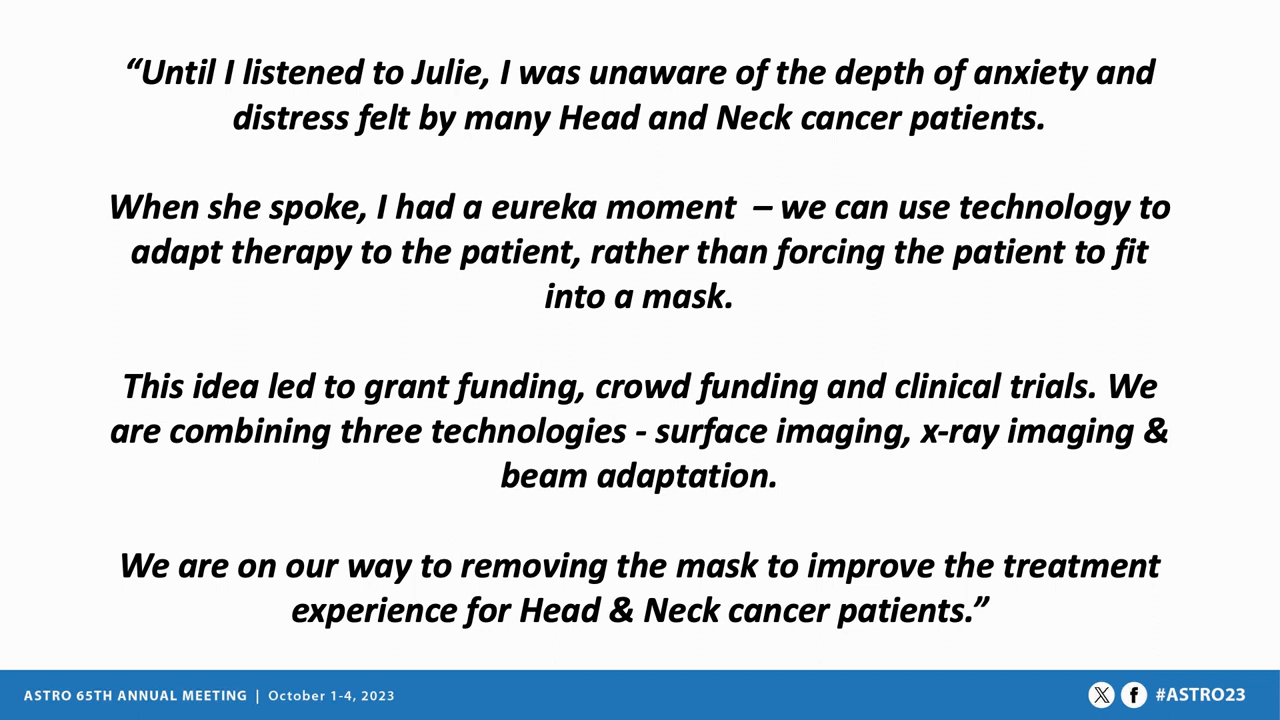 “Until I listened to Julie, I was unaware of the depth of anxiety and
distress felt by many Head and Neck cancer patients.
When she spoke, I had a eureka moment – we can use technology to
adapt therapy to the patient, rather than forcing the patient to fit
into a mask.
This idea led to grant funding, crowd funding and clinical trials. We
are combining three technologies - surface imaging, x-ray imaging &
beam adaptation.
We are on our way to removing the mask to improve the treatment
experience for Head & Neck cancer patients.”
ASTRO 65TH ANNUAL MEETING | October 1-4, 2023
#ASTRO23